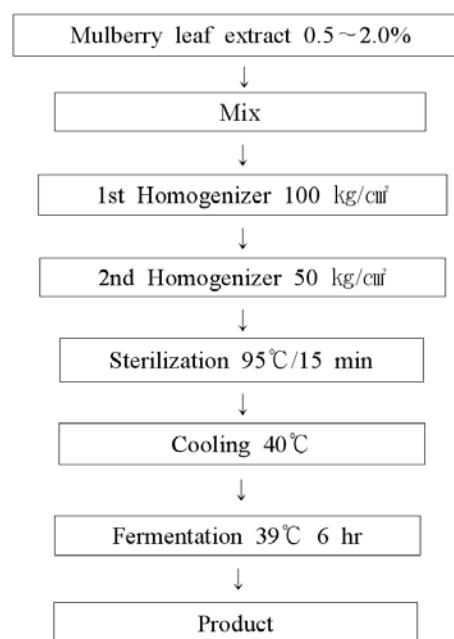 Mulberry leaf extract 0.5～2.0%
↓
Mix
↓
1st Homogenizer 100 ㎏/㎠
↓
2nd Homogenizer 50 ㎏/㎠
↓
Sterilization 95℃/15 min
↓
Cooling 40℃
↓
Fermentation 39℃ 6 hr
↓
Product